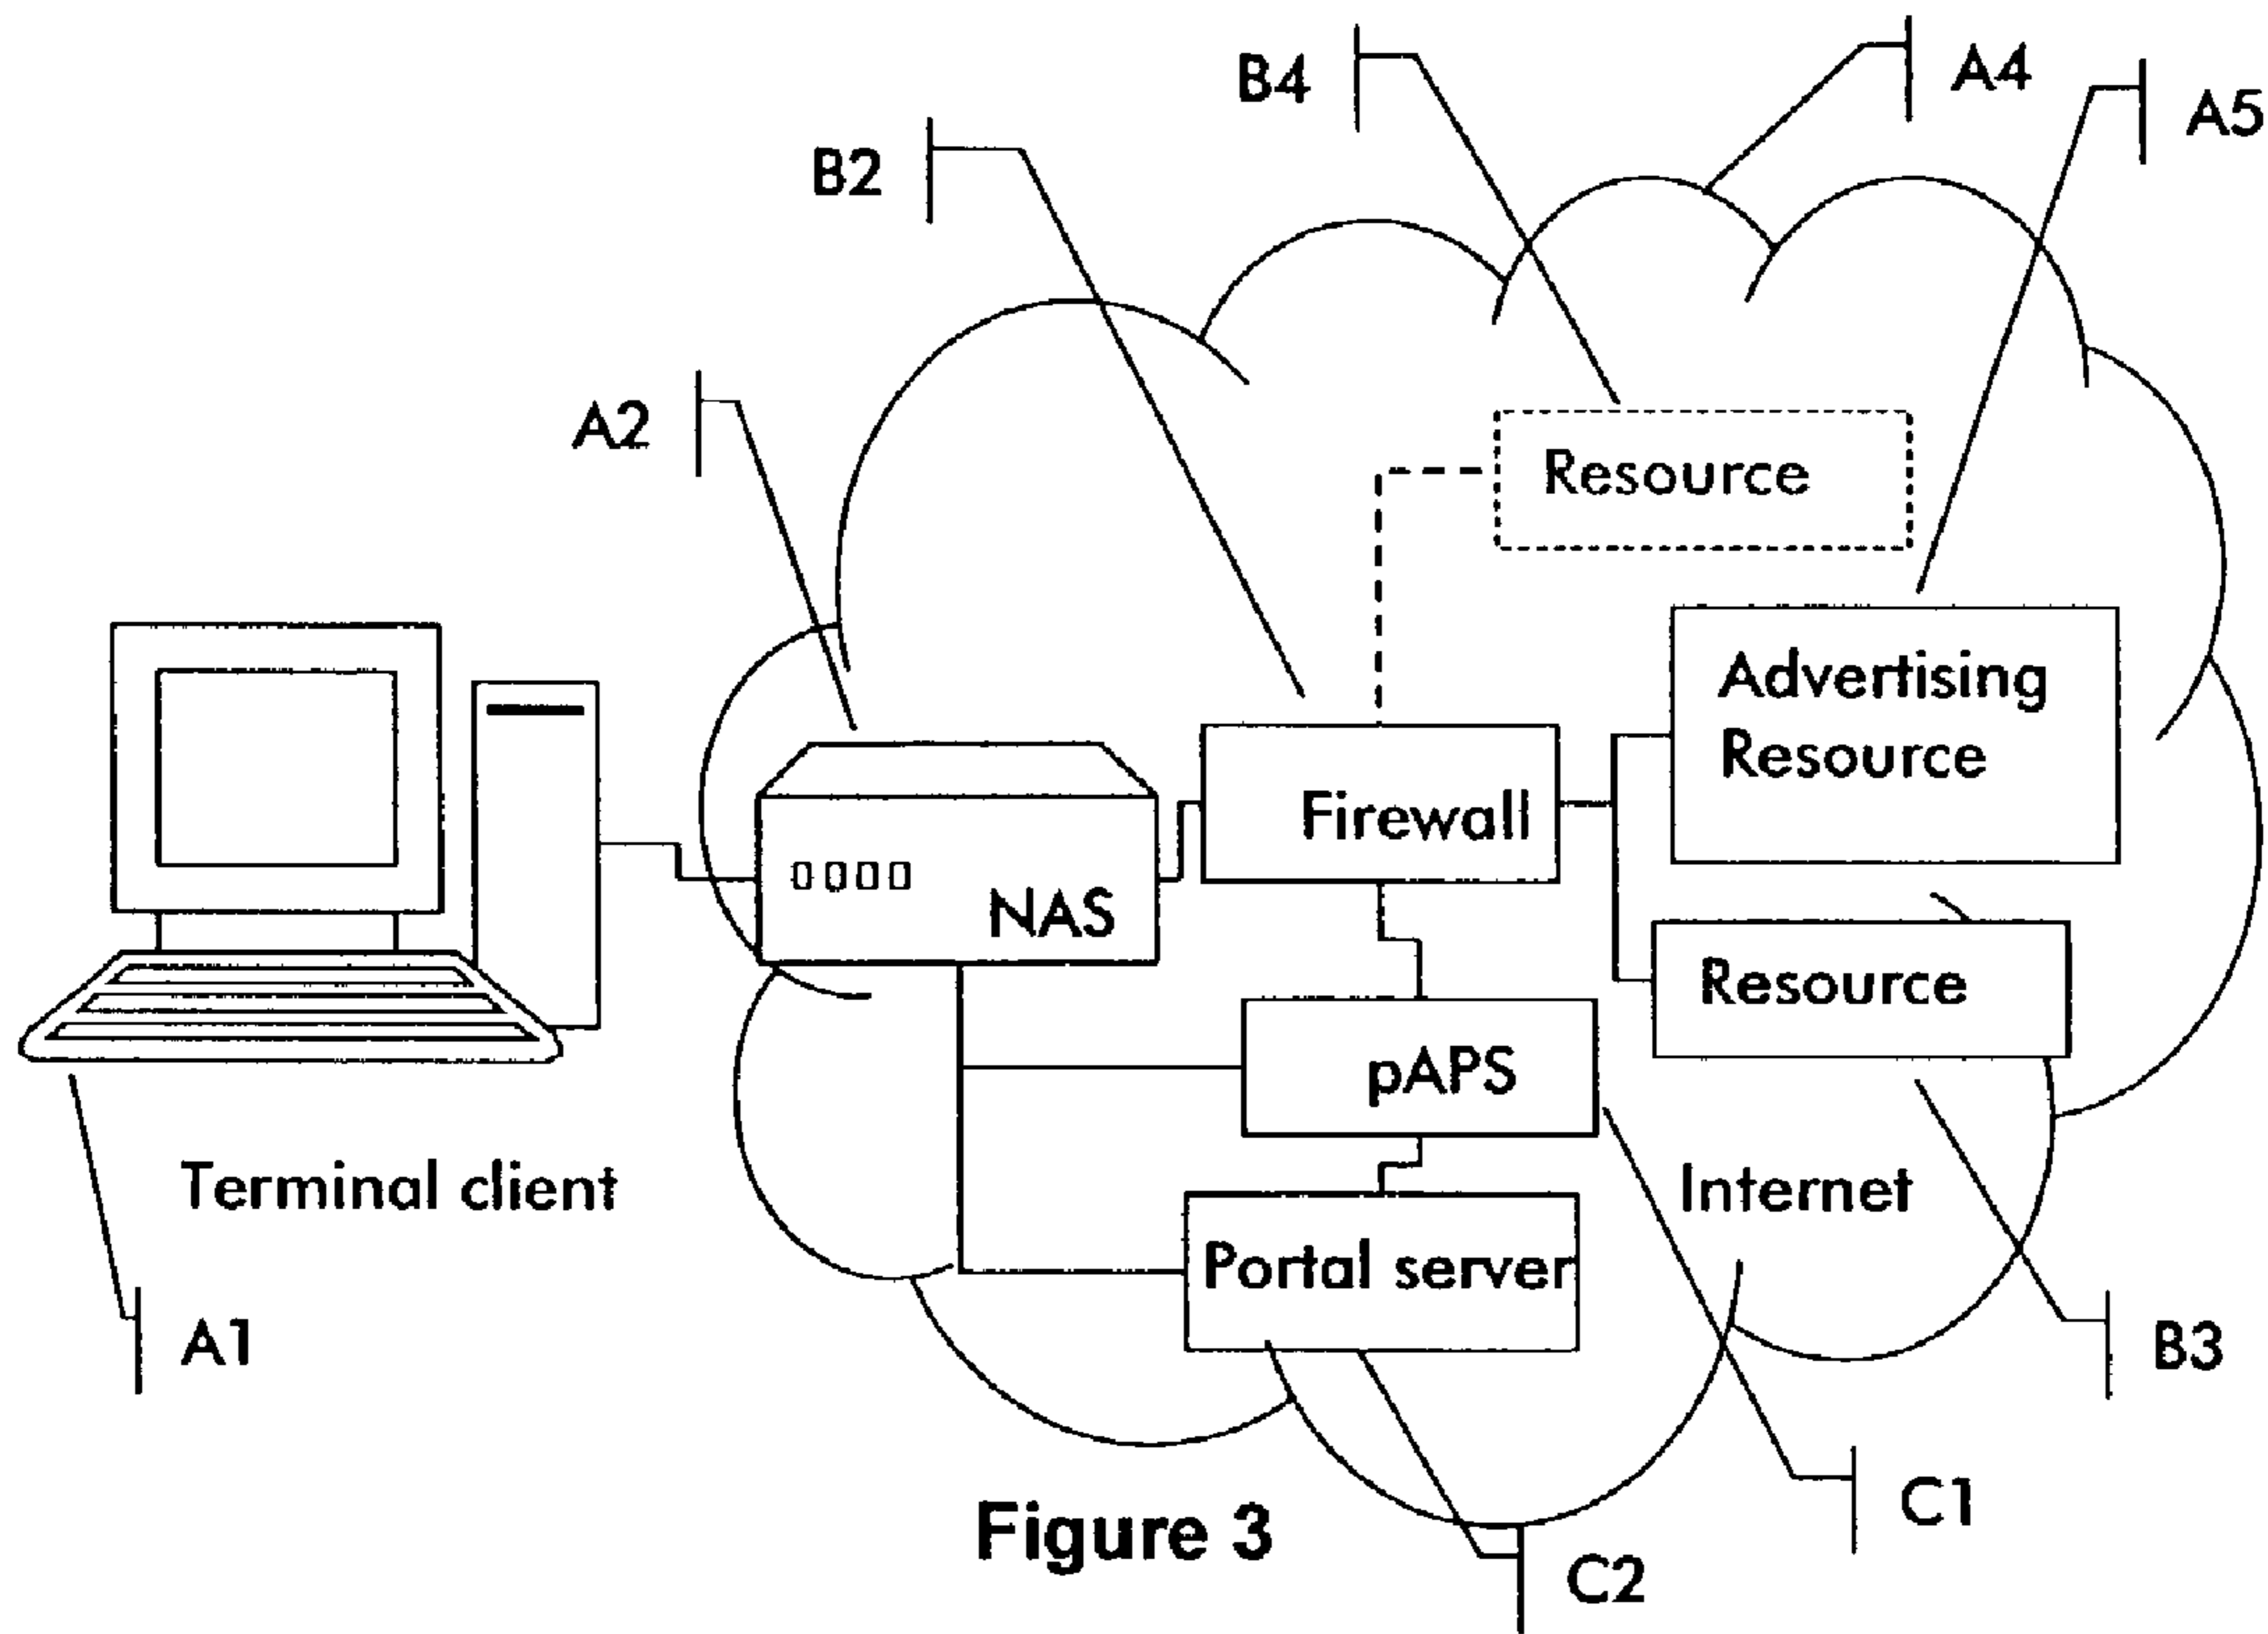 B4
A4
A5
B2
A2
Resource
Advertising
Resource
Firewall
NAS
Resource
pAPS
Terminal client
Internet
Portal server
A1
B3
C1
Figure 3
C2